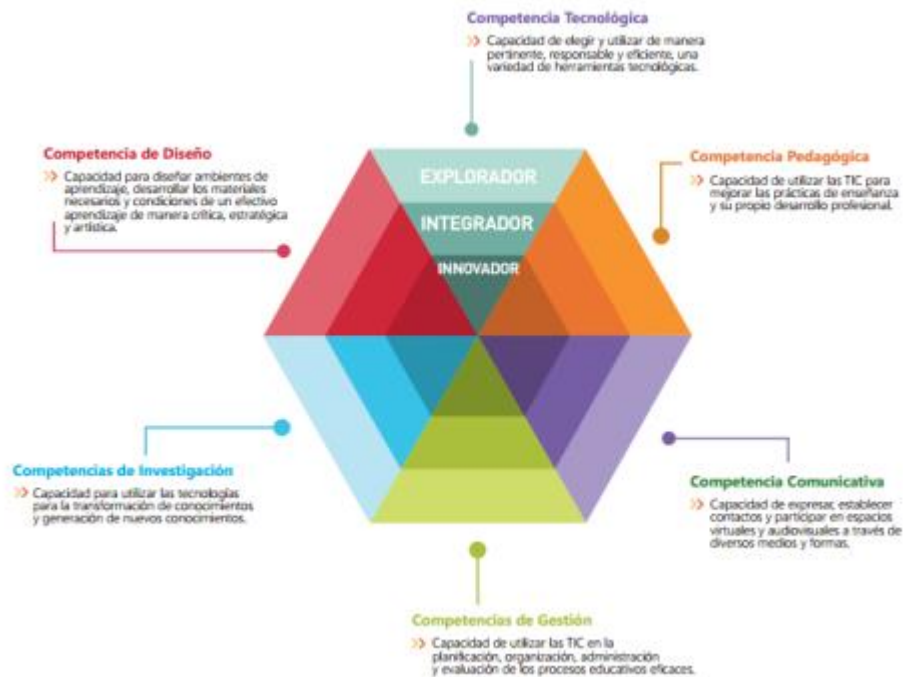 Competencia Tecnológica
Capacidad de elegir y utilizar de manera
pertinente, responsable y eficiente, una
variedad de herramientas tecnológicas.
Competencia de Diseño
Capacidad para diseñar ambientes de
aprendizaje, desarrollar los materiales
necesarios y condiciones de un efectivo
aprendizaje de manera crítica, estratégica
y artística.
EXPLORADOR
INTEGRADOR
INNOVADOR
Competencia Pedagógica
Capacidad de utilizar las TIC para
mejorar las prácticas de enseñanza
y su propio desarrollo profesional.
Competencias de Investigación
Capacidad para utilizar las tecnologías
para la transformación de conocimientos
y generación de nuevos conocimientos.
Competencia Comunicativa
Capacidad de expresar, establecer
contactos y participar en espacios
virtuales y audiovisuales a través de
diversos medios y formas.
Competencias de Gestión
Capacidad de utilizar las TIC en la
planificación, organización, administración
y evaluación de los procesos educativos eficaces.